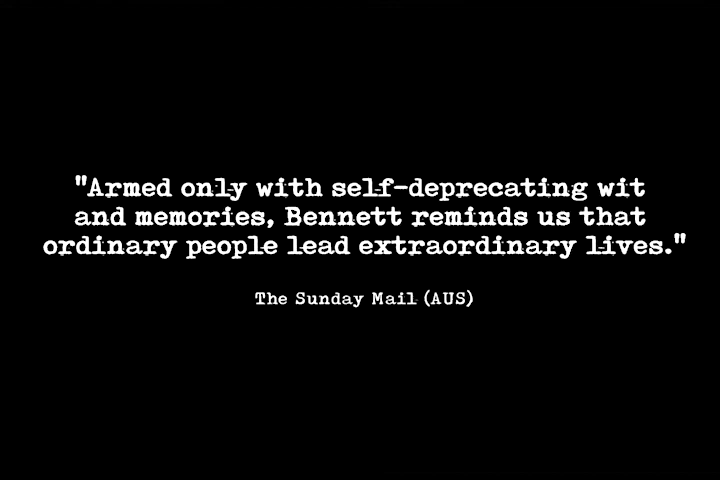 "Armed only with self-deprecating wit
and memories, Bennett reminds us that
ordinary people lead extraordinary lives."
The Sunday Mail (AUS)